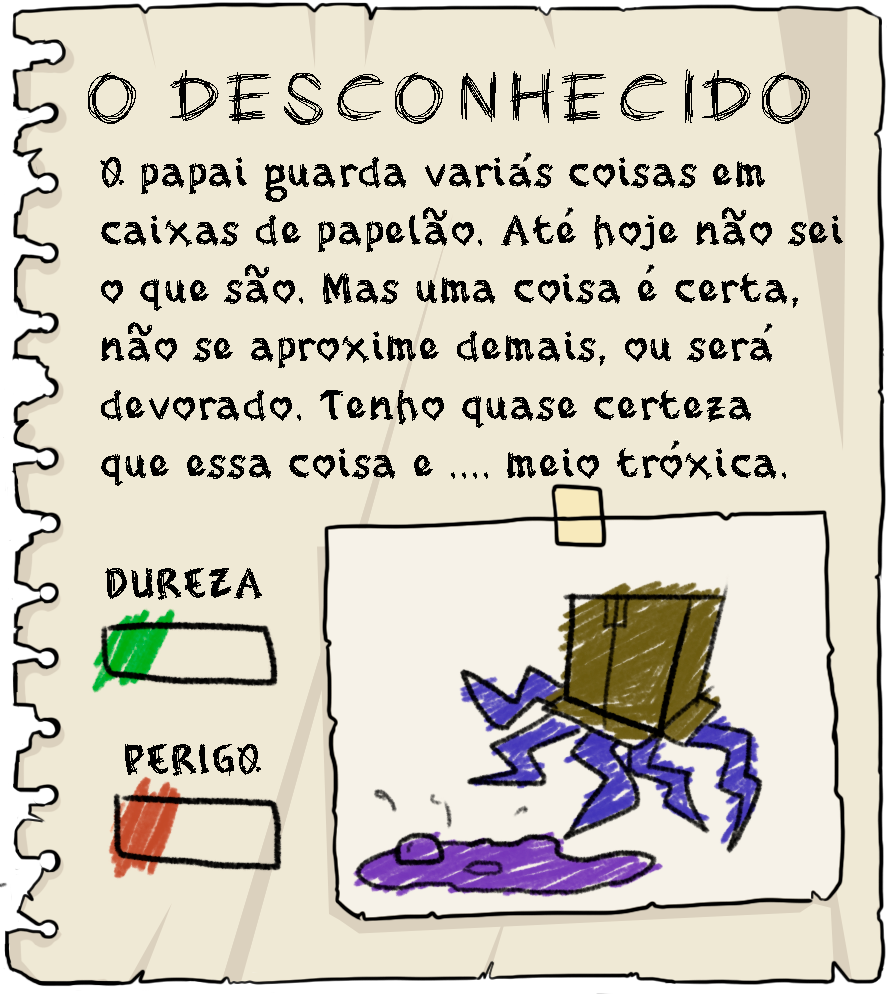 O DESCONHECIDO
O papai guarda variás coisas em
caixas de papelão. Até hoje não sei
o que são. Mas uma coisa é certa,
não se aproxime demais, ou será
devorado. Tenho quase certeza
que essa coisa e .... meio tróxica.
DUREZA
PERIGO